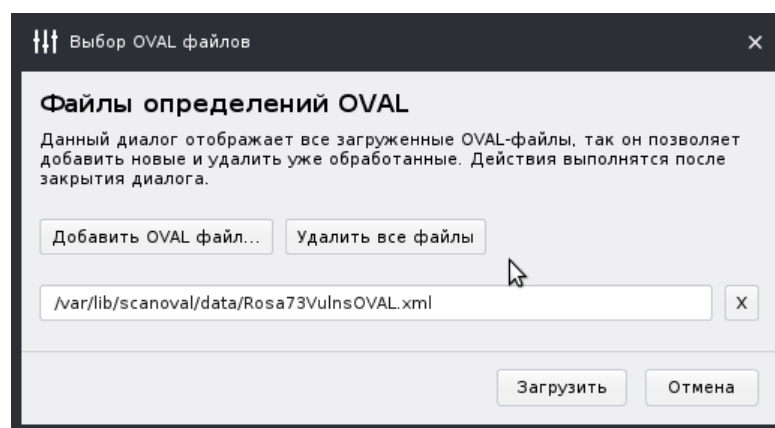 Выбор OVAL файлов
Файлы определений OVAL
Данный диалог отображает все загруженные OVAL-файлы, так он позволяет
добавить новые и удалить уже обработанные. Действия выполнятся после
закрытия диалога.
Добавить OVAL файл... Удалить все файлы
/var/lib/scanoval/data/Rosa73VulnsOVAL.xml X
Загрузить Отмена